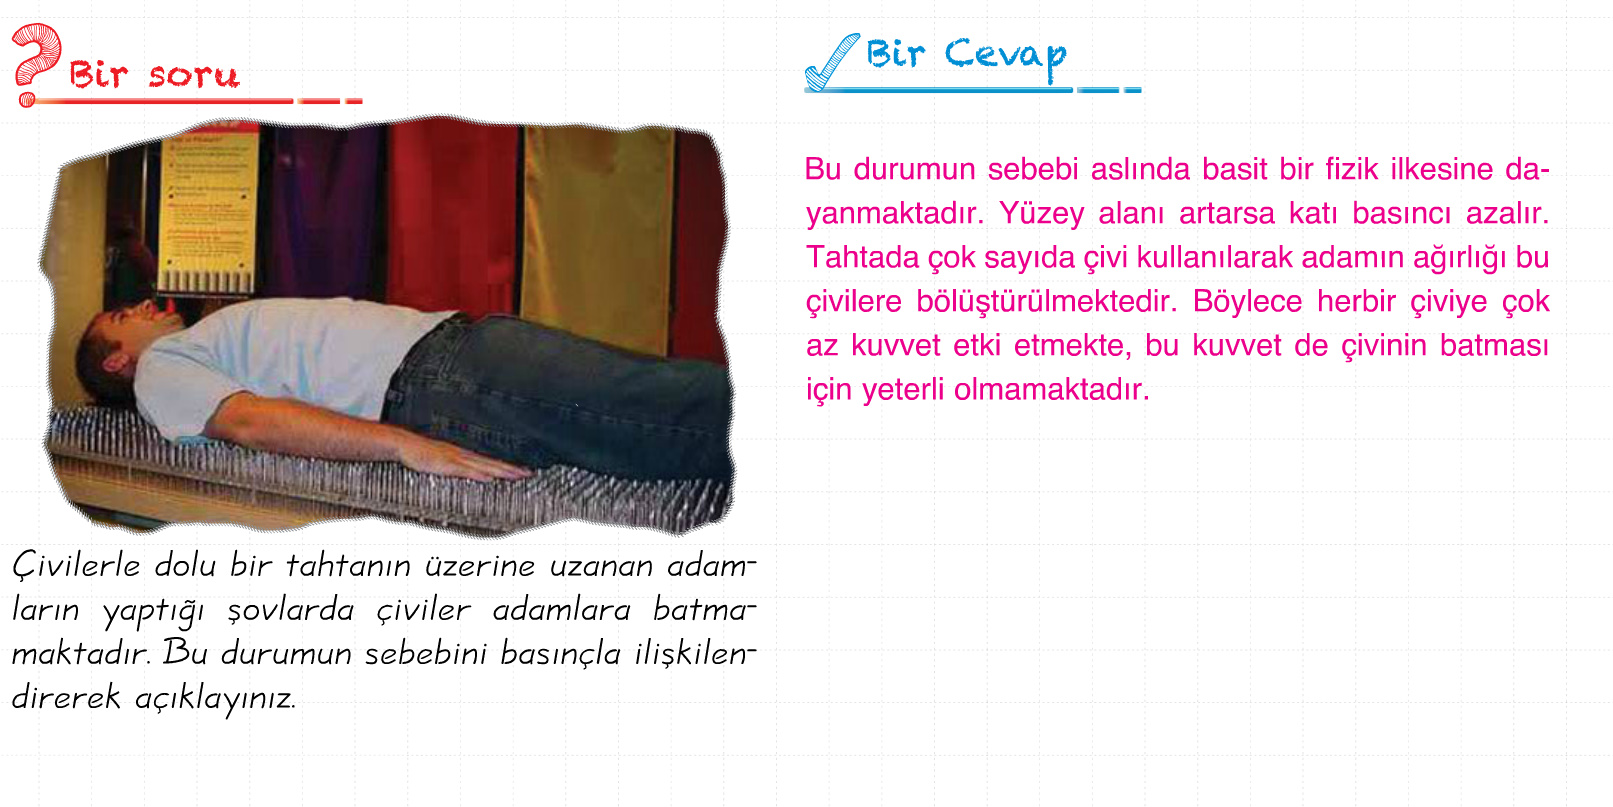 Bir soru
Çivilerle dolu bir tahtanın üzerine uzanan adam-
ların yaptığı şovlarda çiviler adamlara batma-
maktadır. Bu durumun sebebini basınçla ilişkilen-
direrek açıklayınız.
Bir Cevap
Bu durumun sebebi aslında basit bir fizik ilkesine da-
yanmaktadır. Yüzey alanı artarsa katı basıncı azalır.
Tahtada çok sayıda çivi kullanılarak adamın ağırlığı bu
çivilere bölüştürülmektedir. Böylece herbir çiviye çok
az kuvvet etki etmekte, bu kuvvet de çivinin batması
için yeterli olmamaktadır.